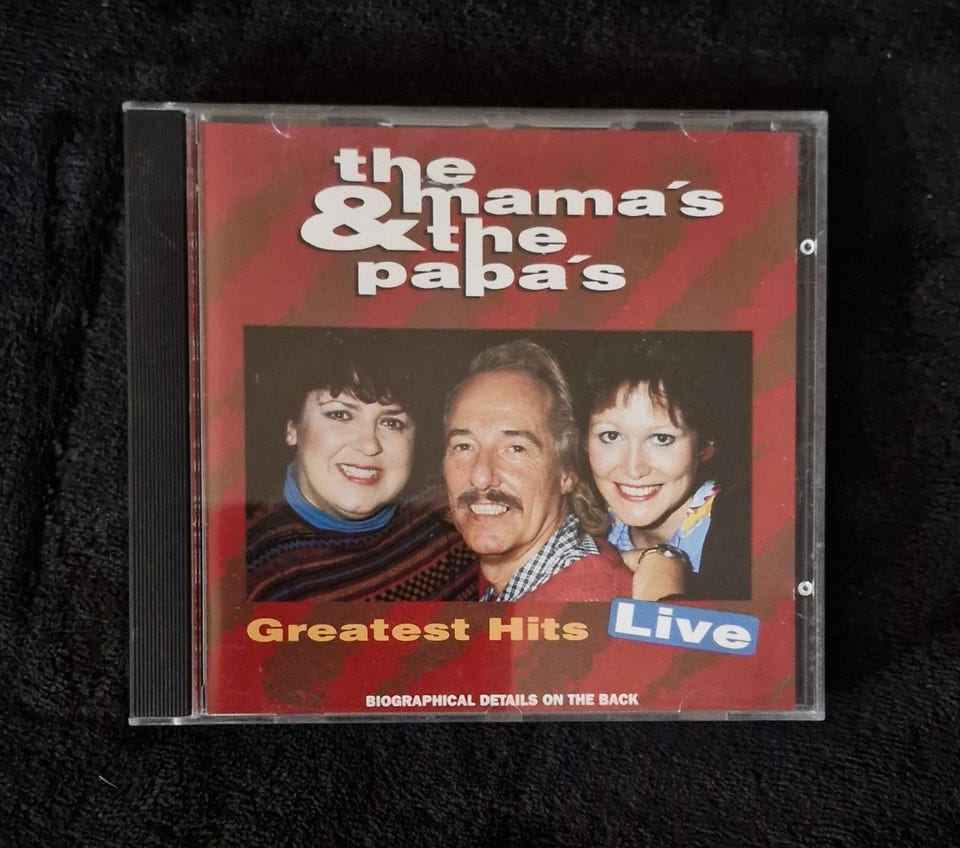 the
& mama´s
the
papa´s
Greatest Hits Live
BIOGRAPHICAL DETAILS ON THE BACK